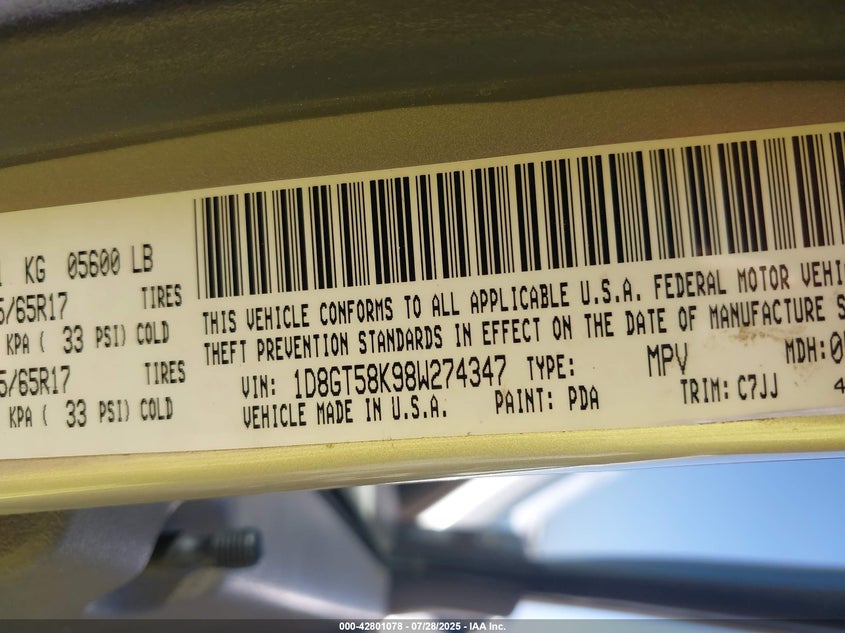 KG 05600 LB
5/65R17 TIRES
KPA ( 33 PSI) COLD
5/65R17 TIRES
KPA ( 33 PSI) COLD
THIS VEHICLE CONFORMS TO ALL APPLICABLE U.S.A. FEDERAL MOTOR VEHI
THEFT PREVENTION STANDARDS IN EFFECT ON THE DATE OF MANUFACTURE S
VIN: 1D8GT58K98W274347 TYPE: MPV MDH:0
VEHICLE MADE IN U.S.A. PAINT: PDA TRIM: C7JJ 4
000-42801078 - 07/28/2025 - IAA Inc.